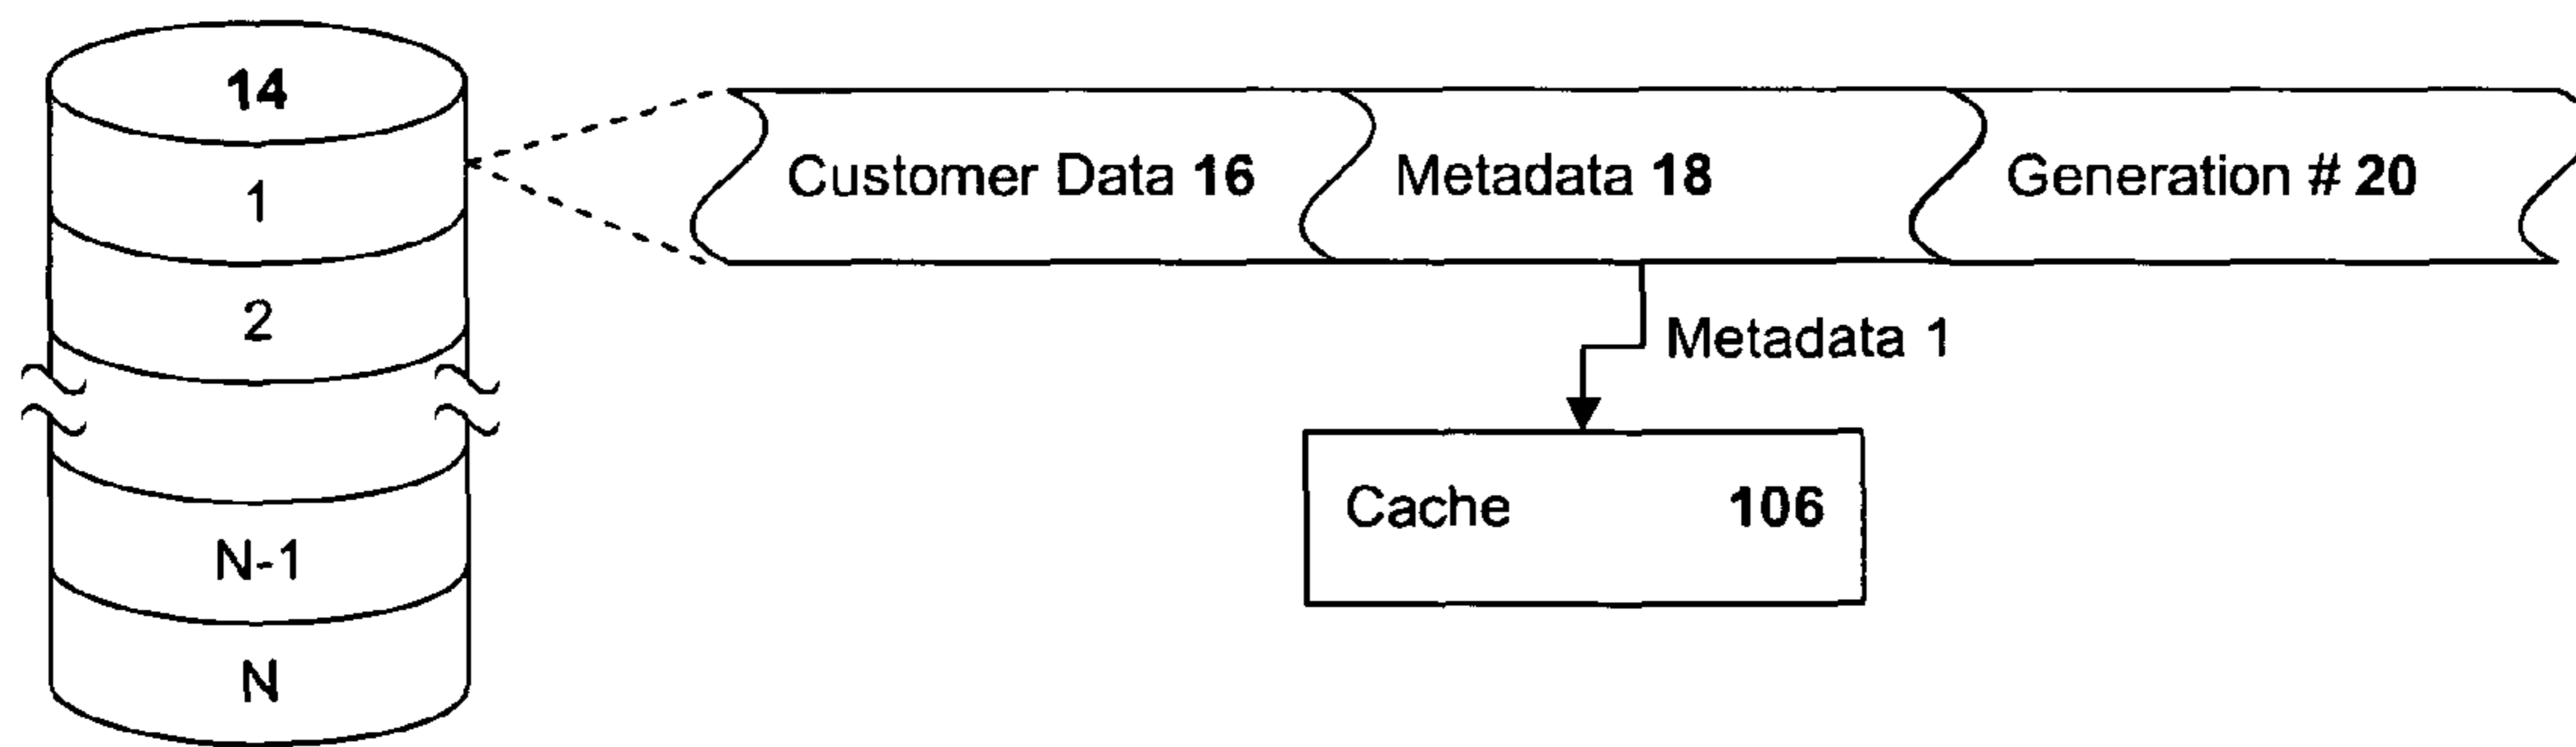 14
1
2
N-1
N
Customer Data 16
Metadata 18
Generation # 20
Metadata 1
Cache 106